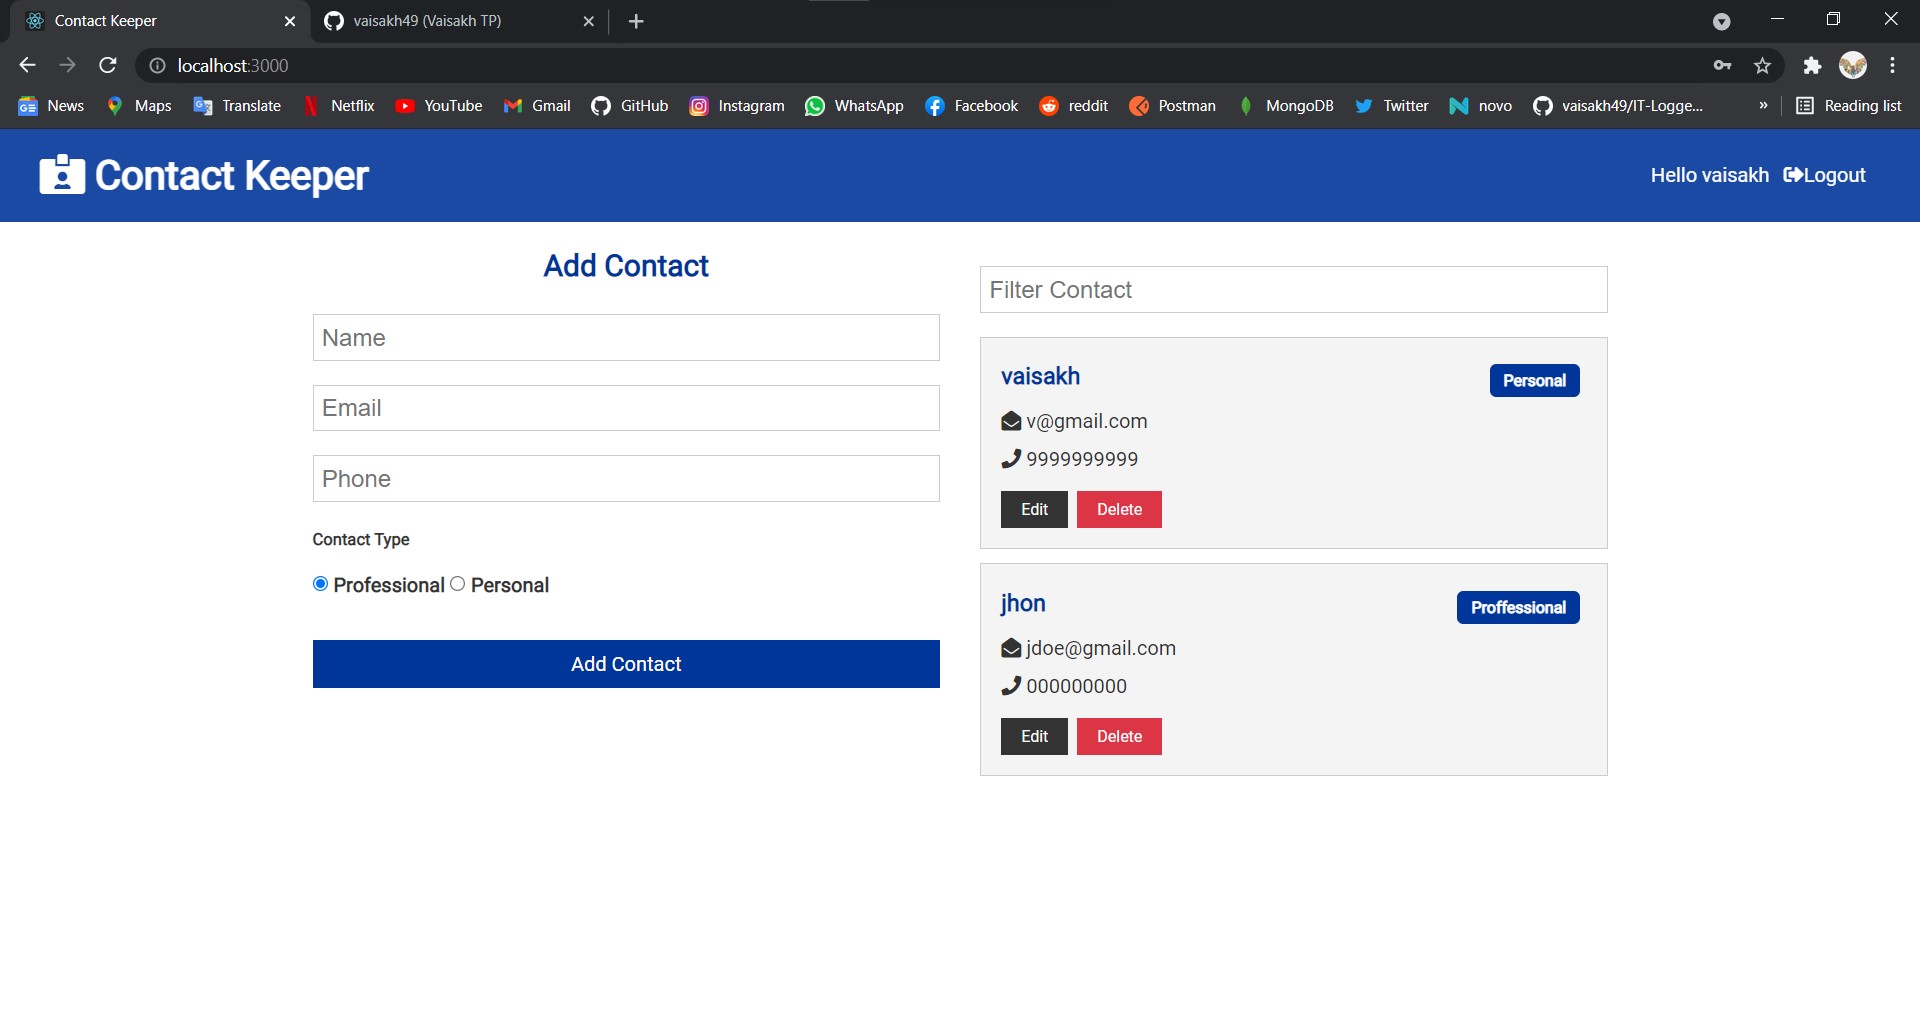 Contact Keeper
vaisakh49 (Vaisakh TP)
localhost:3000
News Maps Translate Netflix YouTube Gmail GitHub Instagram WhatsApp Facebook reddit Postman MongoDB Twitter novo vaisakh49/IT-Logge... » Reading list
Contact Keeper
Hello vaisakh Logout
Add Contact
Name
Email
Phone
Contact Type
Professional Personal
Add Contact
Filter Contact
vaisakh
Personal
v@gmail.com
9999999999
Edit Delete
jhon
Proffessional
jdoe@gmail.com
000000000
Edit Delete